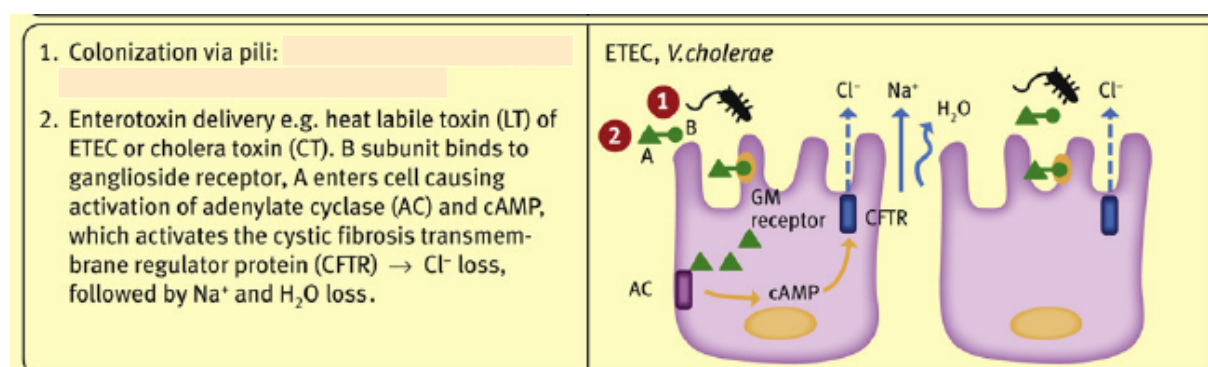 1. Colonization via pili:
2. Enterotoxin delivery e.g. heat labile toxin (LT) of
ETEC or cholera toxin (CT). B subunit binds to
ganglioside receptor, A enters cell causing
activation of adenylate cyclase (AC) and cAMP,
which activates the cystic fibrosis transmem-
brane regulator protein (CFTR) → Cl⁻ loss,
followed by Na⁺ and H₂O loss.
ETEC, V.cholerae
1
2
A
B
Cl⁻
Na⁺
H₂O
Cl⁻
GM
receptor
CFTR
AC
cAMP